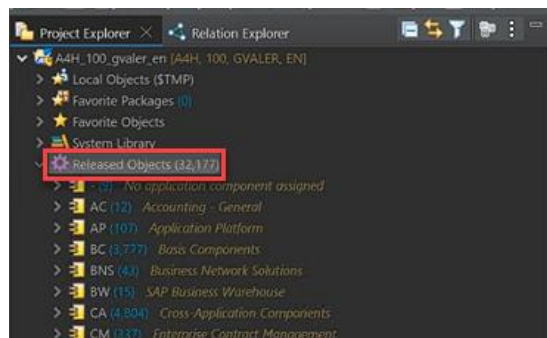 Project Explorer Relation Explorer
A4H_100_gvaler_en [A4H, 100, GVALER, EN]
Local Objects ($TMP)
Favorite Packages (0)
Favorite Objects
System Library
Released Objects (32,177)
- (9) No application component assigned
AC (12) Accounting - General
AP (107) Application Platform
BC (3,777) Basis Components
BNS (43) Business Network Solutions
BW (15) SAP Business Warehouse
CA (4,804) Cross-Application Components
CM (337) Enterprise Contract Management